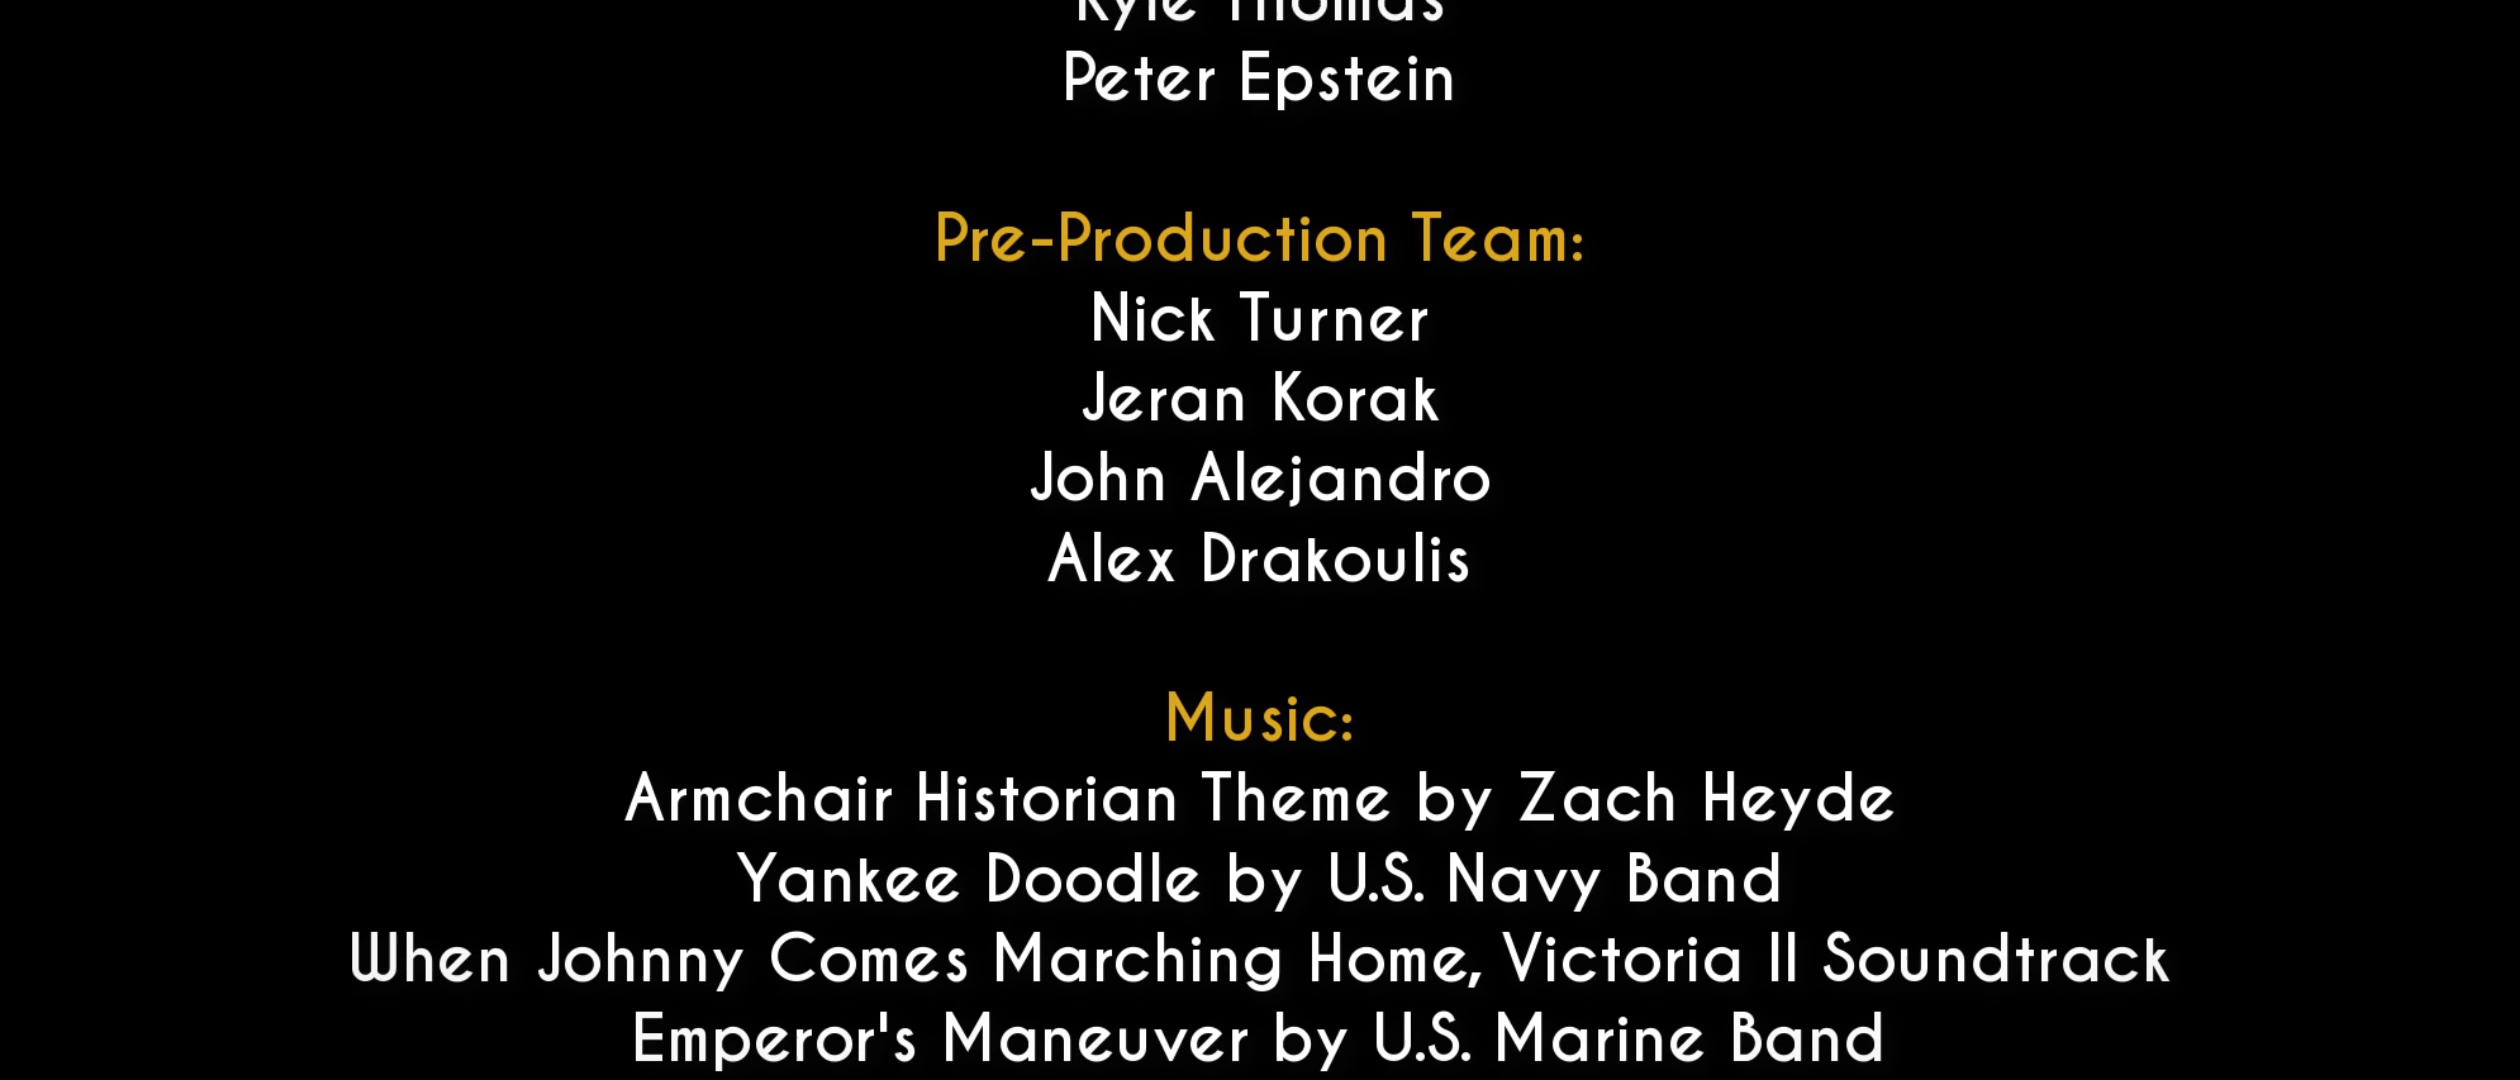 Kyle Thomas
Peter Epstein
Pre-Production Team:
Nick Turner
Jeran Korak
John Alejandro
Alex Drakoulis
Music:
Armchair Historian Theme by Zach Heyde
Yankee Doodle by U.S. Navy Band
When Johnny Comes Marching Home, Victoria II Soundtrack
Emperor's Maneuver by U.S. Marine Band